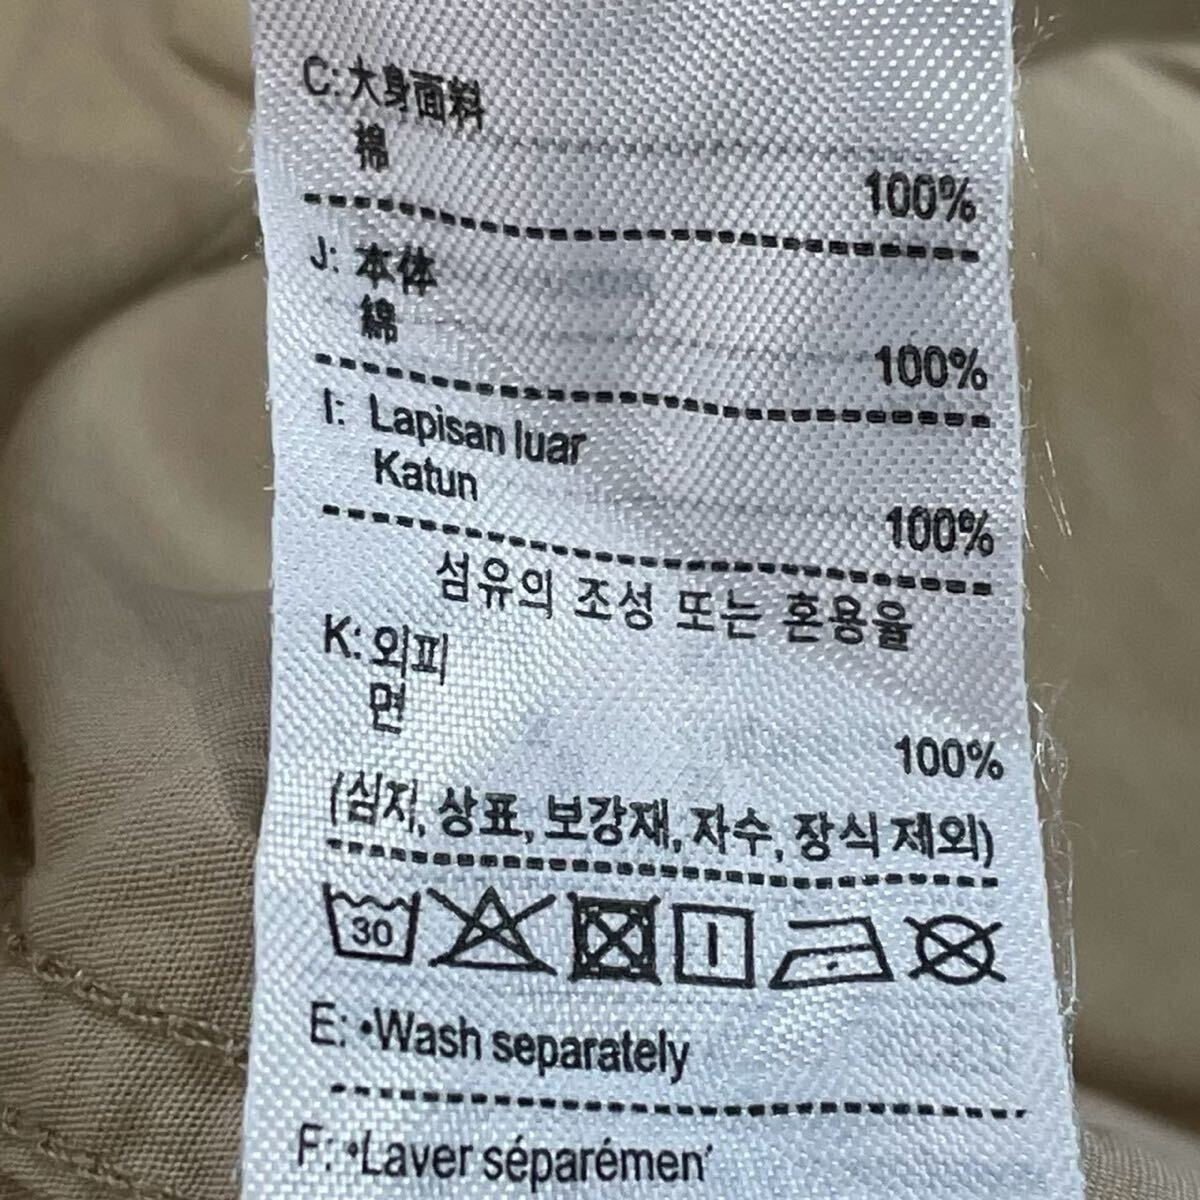 C: 大身面料
棉
100%
J: 本体
綿
100%
I: Lapisan luar
Katun
100%
섬유의 조성 또는 혼용율
K: 외피
면
100%
(심지, 상표, 보강재, 자수, 장식 제외)
30
E: •Wash separately
F: •Laver séparémen